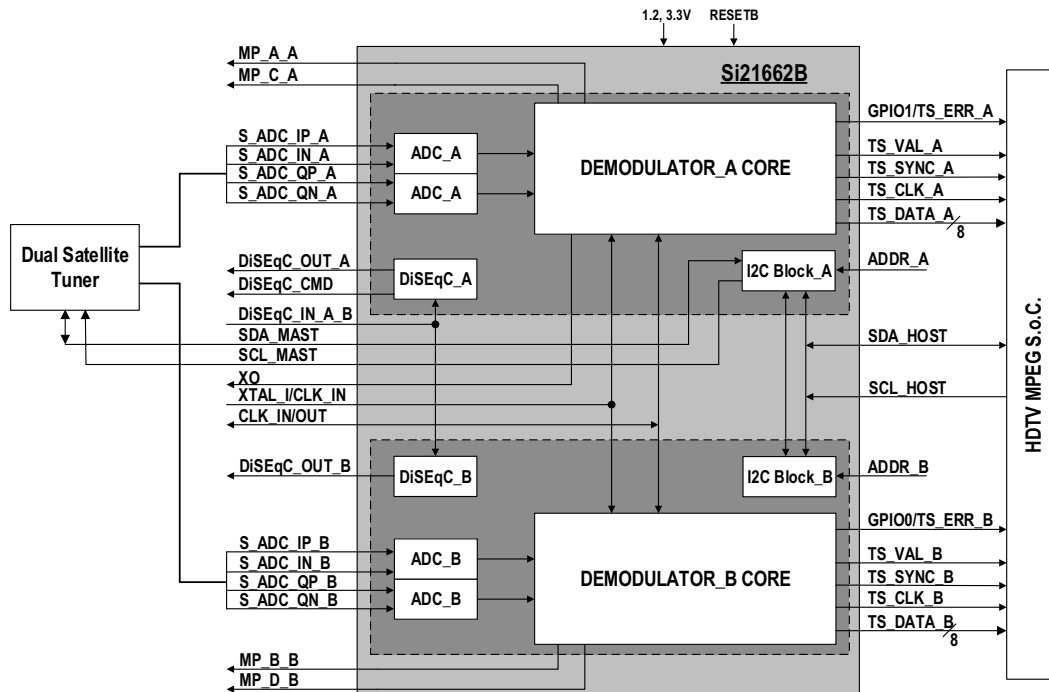 1.2, 3.3V
RESETB
Si21662B
MP_A_A
MP_C_A
S_ADC_IP_A
S_ADC_IN_A
S_ADC_QP_A
S_ADC_QN_A
ADC_A
ADC_A
DEMODULATOR_A CORE
GPIO1/TS_ERR_A
TS_VAL_A
TS_SYNC_A
TS_CLK_A
TS_DATA_A
8
Dual Satellite
Tuner
DiSEqC_OUT_A
DiSEqC_CMD
DiSEqC_A
DiSEqC_IN_A_B
SDA_MAST
SCL_MAST
I2C Block_A
ADDR_A
SDA_HOST
SCL_HOST
HDTV MPEG S.o.C.
XO
XTAL_I/CLK_IN
CLK_IN/OUT
DiSEqC_OUT_B
DiSEqC_B
I2C Block_B
ADDR_B
S_ADC_IP_B
S_ADC_IN_B
S_ADC_QP_B
S_ADC_QN_B
ADC_B
ADC_B
DEMODULATOR_B CORE
GPIO0/TS_ERR_B
TS_VAL_B
TS_SYNC_B
TS_CLK_B
TS_DATA_B
8
MP_B_B
MP_D_B